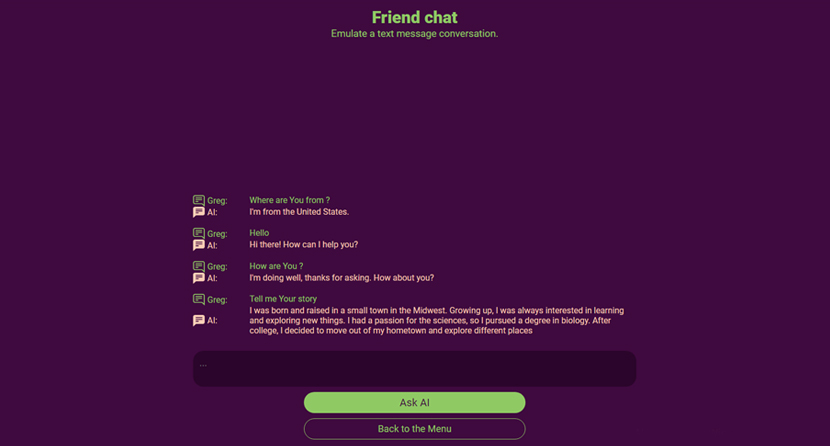 Friend chat
Emulate a text message conversation.
Greg: Where are You from ?
AI: I'm from the United States.
Greg: Hello
AI: Hi there! How can I help you?
Greg: How are You ?
AI: I'm doing well, thanks for asking. How about you?
Greg: Tell me Your story
I was born and raised in a small town in the Midwest. Growing up, I was always interested in learning
AI: and exploring new things. I had a passion for the sciences, so I pursued a degree in biology. After
college, I decided to move out of my hometown and explore different places
...
Ask AI
Back to the Menu